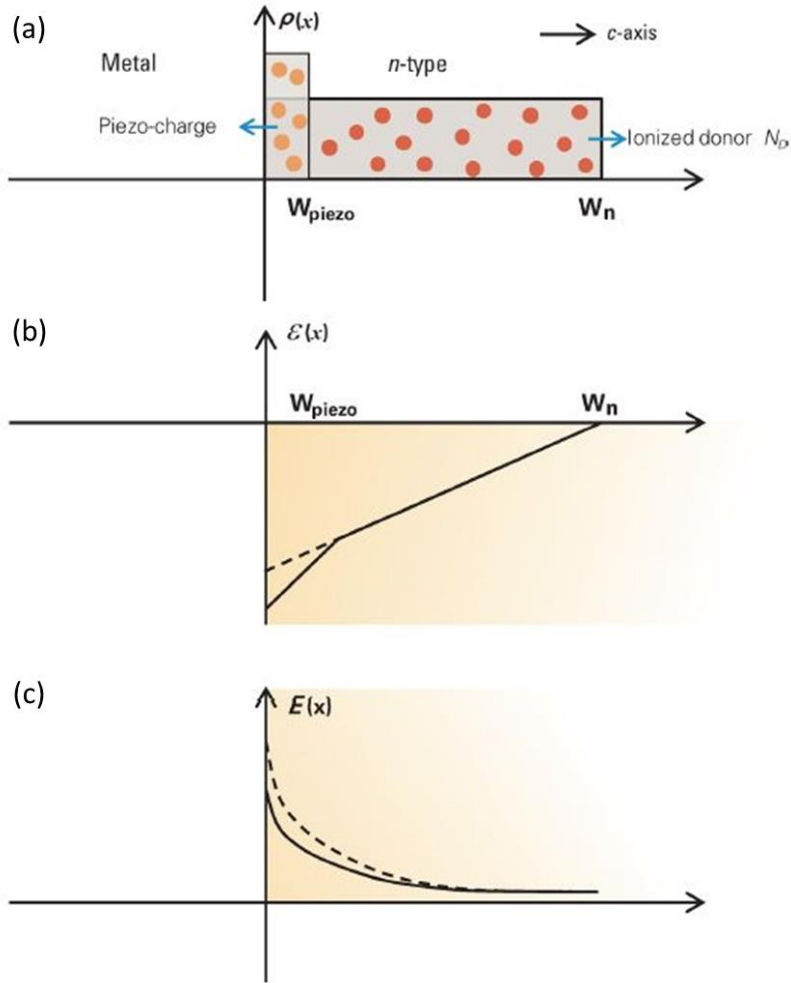 (a)
ρ(x)
c-axis
Metal
n-type
Piezo-charge
Ionized donor N_D,
W_piezo
W_n
(b)
ℰ(x)
W_piezo
W_n
(c)
E(x)